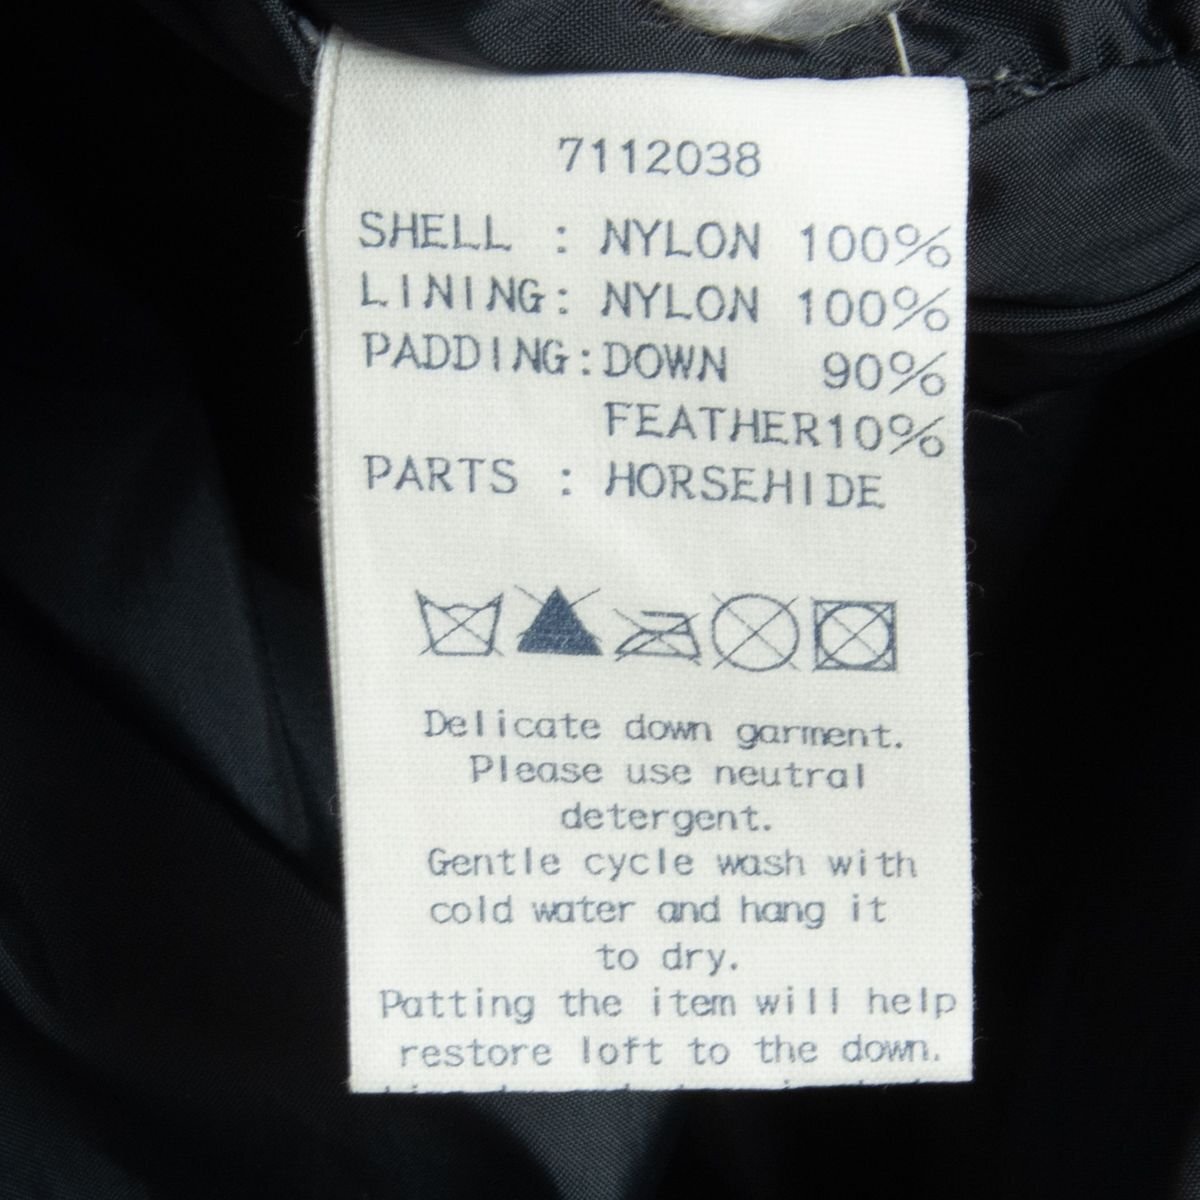 7112038
SHELL : NYLON 100%
LINING: NYLON 100%
PADDING:DOWN 90%
FEATHER10%
PARTS : HORSEHIDE
Delicate down garment.
Please use neutral
detergent.
Gentle cycle wash with
cold water and hang it
to dry.
Patting the item will help
restore loft to the down.